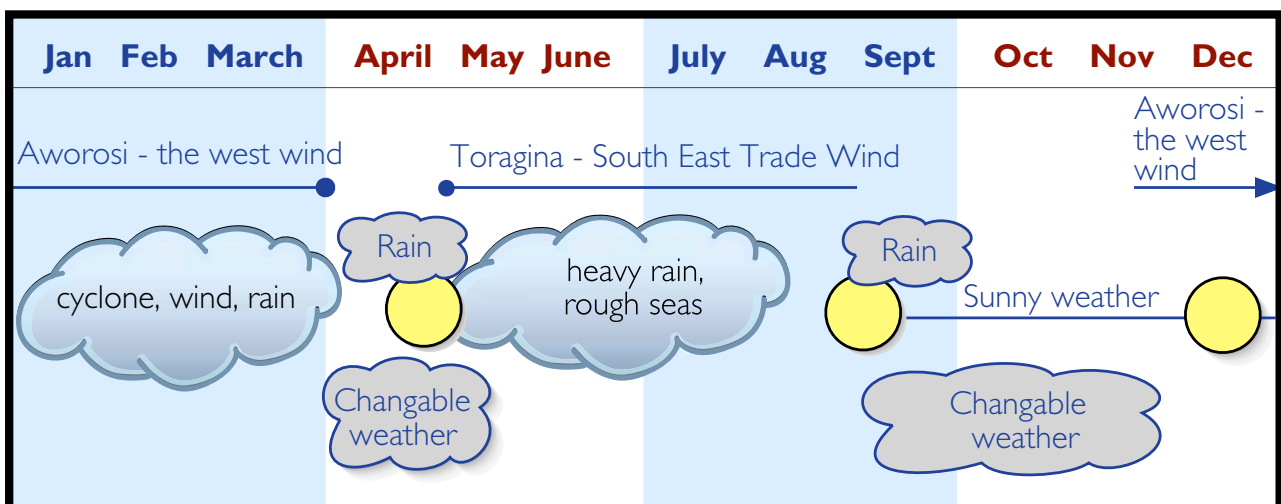 Jan Feb March April May June July Aug Sept Oct Nov Dec
Aworosi - the west wind
Toragina - South East Trade Wind
Aworosi -
the west
wind
cyclone, wind, rain
Rain
heavy rain,
rough seas
Rain
Sunny weather
Changable
weather
Changable
weather